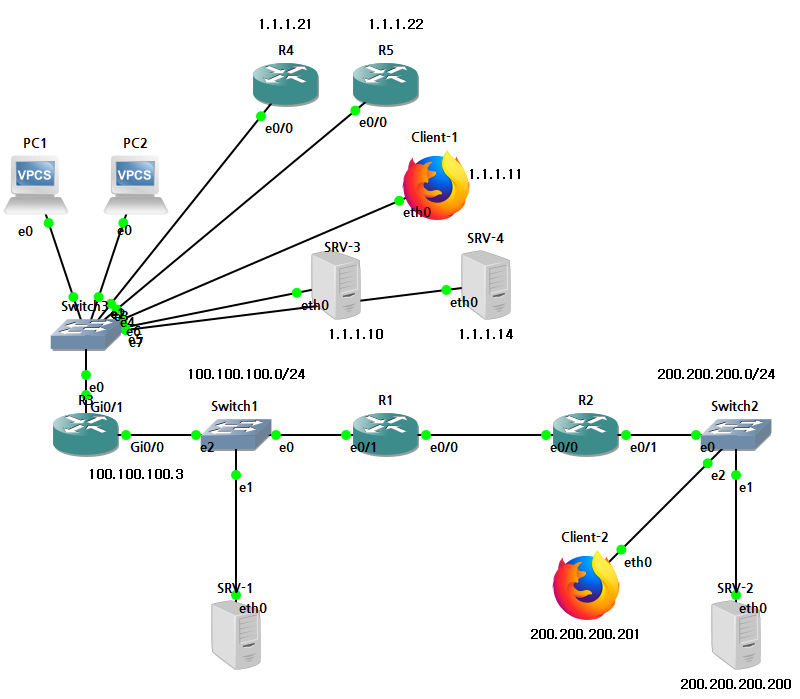 1.1.1.21
1.1.1.22
R4
R5
e0/0
e0/0
PC1
PC2
VPCS
VPCS
e0
e0
Client-1
1.1.1.11
eth0
SRV-3
SRV-4
eth0
eth0
1.1.1.10
1.1.1.14
Switch3
e4
e6
e5
e7
e0
R3
Gi0/1
100.100.100.0/24
200.200.200.0/24
Switch1
R1
R2
Switch2
Gi0/0
e2
e0
e0/1
e0/0
e0/0
e0/1
e0
100.100.100.3
e1
e2
e1
Client-2
eth0
SRV-1
eth0
SRV-2
eth0
200.200.200.201
200.200.200.200